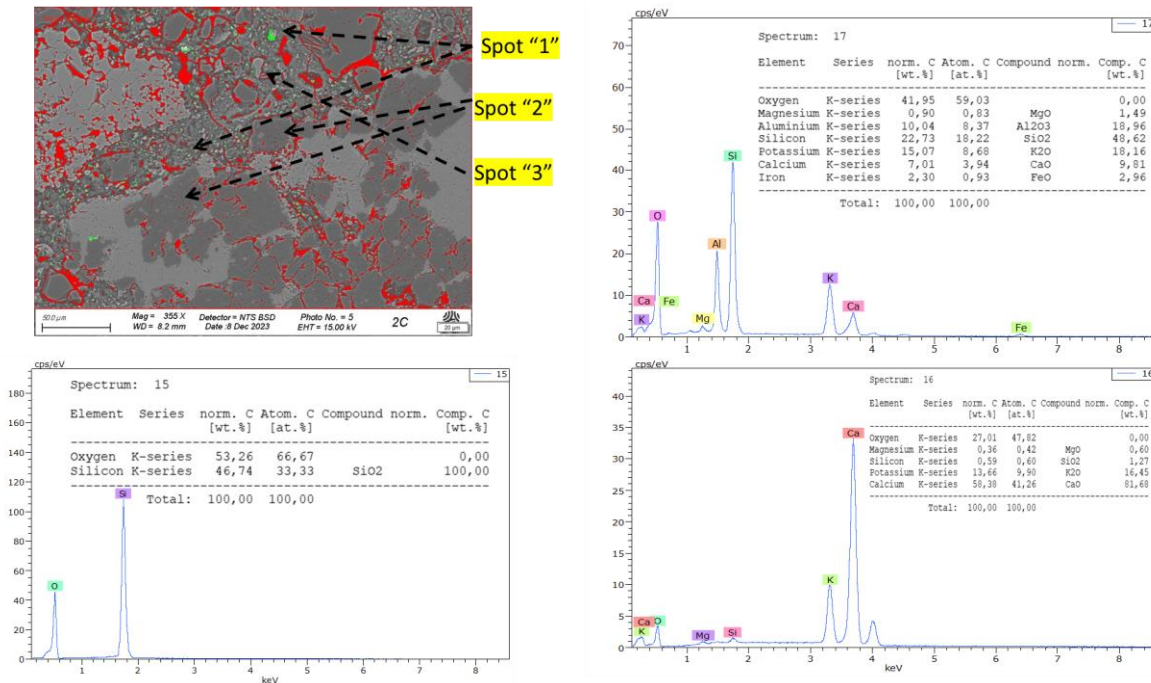 Spot “1”
Spot “2”
Spot “3”
50.0 µm
Mag = 355 X Detector = NTS BSD Photo No. = 5
WD = 8.2 mm Date :8 Dec 2023 EHT = 15.00 kV
2C
20 µm
cps/eV
17
Spectrum: 17
Element Series norm. C Atom. C Compound norm. Comp. C
[wt.%] [at.%] [wt.%]
Oxygen K-series 41,95 59,03 0,00
Magnesium K-series 0,90 0,83 MgO 1,49
Aluminium K-series 10,04 8,37 Al2O3 18,96
Silicon K-series 22,73 18,22 SiO2 48,62
Potassium K-series 15,07 8,68 K2O 18,16
Calcium K-series 7,01 3,94 CaO 9,81
Iron K-series 2,30 0,93 FeO 2,96
Total: 100,00 100,00
70
60
50
40
30
20
10
0
Si
O
Al
K
Ca
Ca Fe
K
Mg
Fe
1 2 3 4 5 6 7 8
keV
cps/eV
15
Spectrum: 15
Element Series norm. C Atom. C Compound norm. Comp. C
[wt.%] [at.%] [wt.%]
Oxygen K-series 53,26 66,67 0,00
Silicon K-series 46,74 33,33 SiO2 100,00
Total: 100,00 100,00
180
160
140
120
100
80
60
40
20
0
Si
O
1 2 3 4 5 6 7 8
keV
cps/eV
16
Spectrum: 16
Element Series norm. C Atom. C Compound norm. Comp. C
[wt.%] [at.%] [wt.%]
Oxygen K-series 27,01 47,82 0,00
Magnesium K-series 0,36 0,42 MgO 0,60
Silicon K-series 0,59 0,60 SiO2 1,27
Potassium K-series 13,66 9,90 K2O 16,45
Calcium K-series 58,38 41,26 CaO 81,68
Total: 100,00 100,00
40
35
30
25
20
15
10
5
0
Ca
K
Ca O
K
Mg
Si
1 2 3 4 5 6 7 8
keV